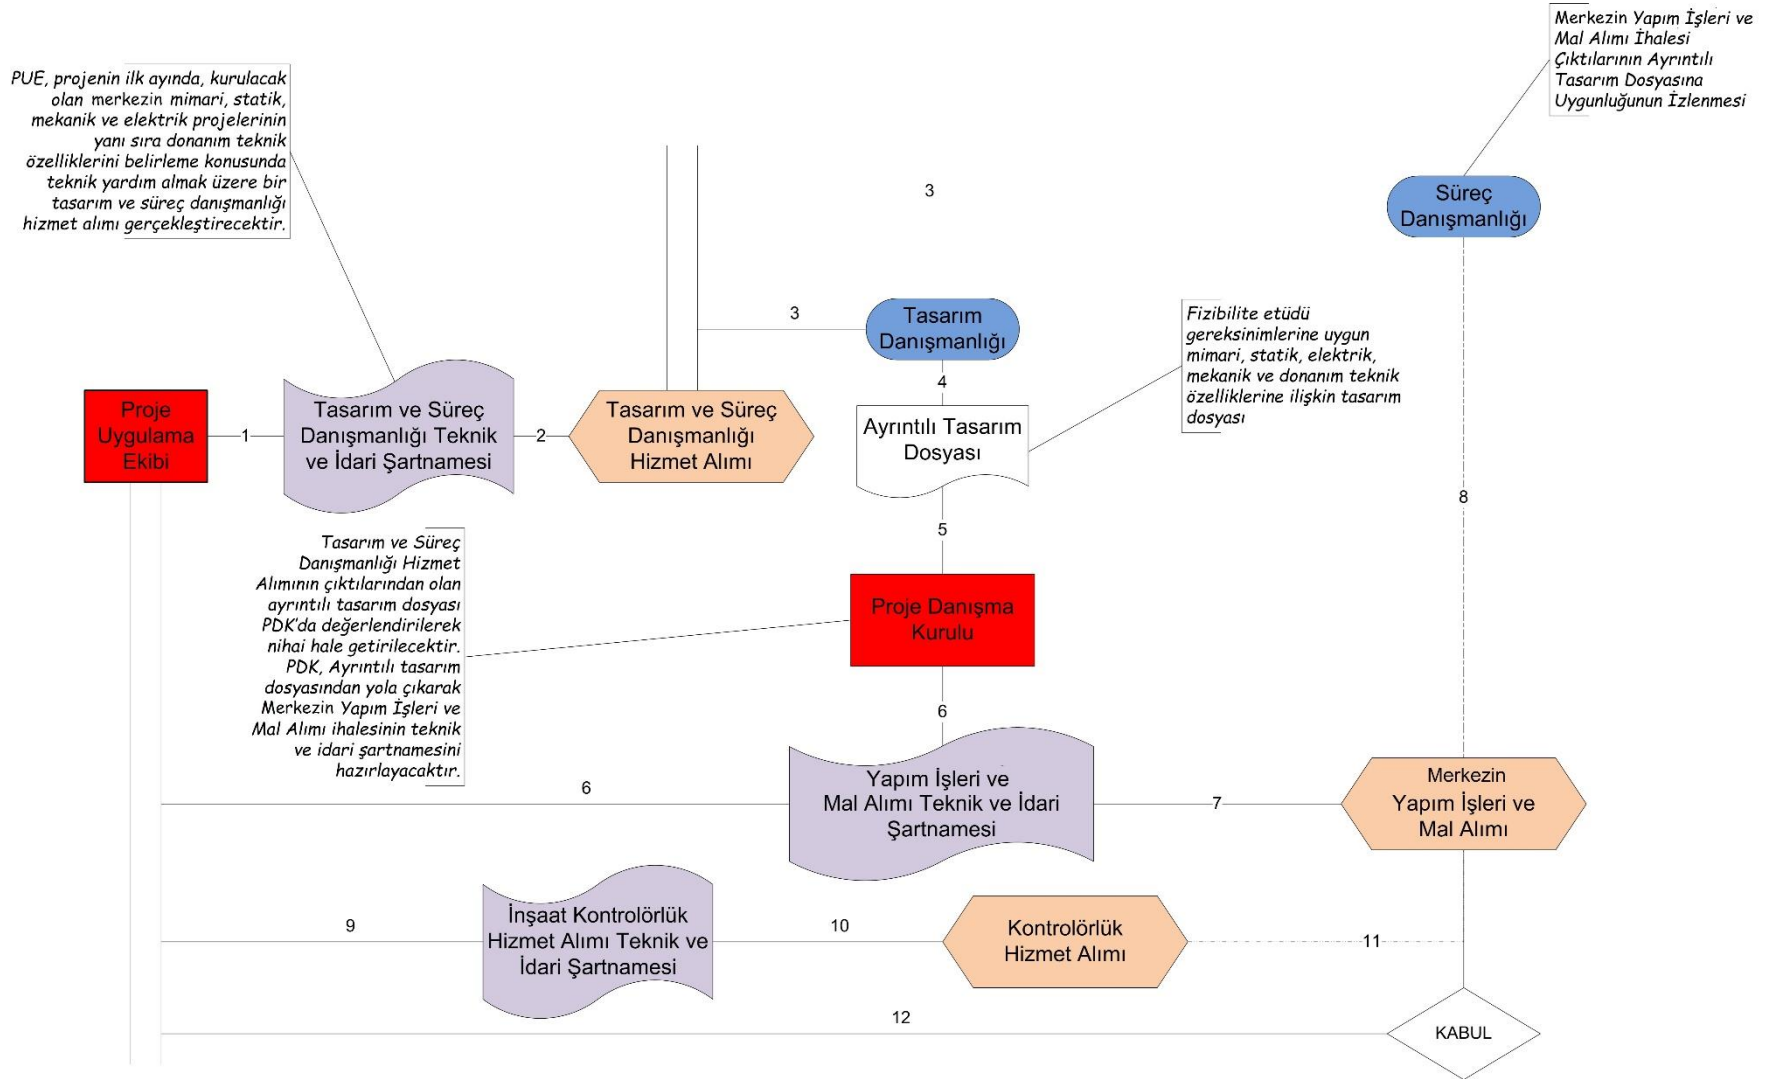 Merkezin Yapım İşleri ve
Mal Alımı İhalesi
Çıktılarının Ayrıntılı
Tasarım Dosyasına
Uygunluğunun İzlenmesi
PUE, projenin ilk ayında, kurulacak
olan merkezin mimari, statik,
mekanik ve elektrik projelerinin
yanı sıra donanım teknik
özelliklerini belirleme konusunda
teknik yardım almak üzere bir
tasarım ve süreç danışmanlığı
hizmet alımı gerçekleştirecektir.
3
Süreç
Danışmanlığı
3
Tasarım
Danışmanlığı
Fizibilite etüdü
gereksinimlerine uygun
mimari, statik, elektrik,
mekanik ve donanım teknik
özelliklerine ilişkin tasarım
dosyası
4
Proje
Uygulama
Ekibi
1
Tasarım ve Süreç
Danışmanlığı Teknik
ve İdari Şartnamesi
2
Tasarım ve Süreç
Danışmanlığı
Hizmet Alımı
Ayrıntılı Tasarım
Dosyası
8
5
Tasarım ve Süreç
Danışmanlığı Hizmet
Alımının çıktılarından olan
ayrıntılı tasarım dosyası
PDK'da değerlendirilerek
nihai hale getirilecektir.
PDK, Ayrıntılı tasarım
dosyasından yola çıkarak
Merkezin Yapım İşleri ve
Mal Alımı ihalesinin teknik
ve idari şartnamesini
hazırlayacaktır.
Proje Danışma
Kurulu
6
6
Yapım İşleri ve
Mal Alımı Teknik ve İdari
Şartnamesi
7
Merkezin
Yapım İşleri ve
Mal Alımı
9
İnşaat Kontrolörlük
Hizmet Alımı Teknik ve
İdari Şartnamesi
10
Kontrolörlük
Hizmet Alımı
11
12
KABUL